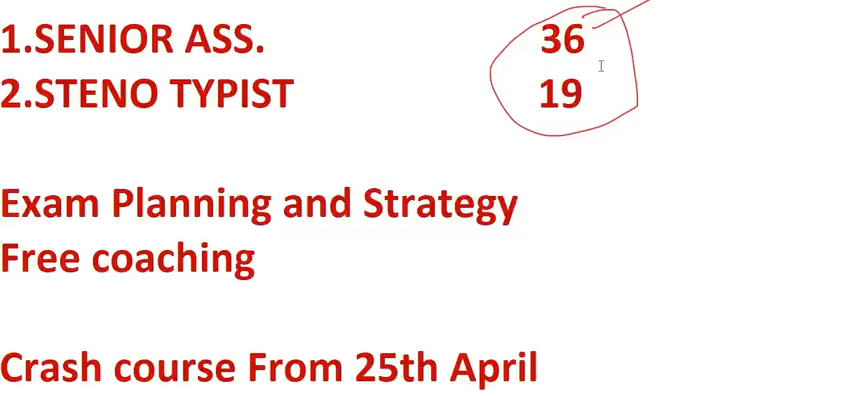 1.SENIOR ASS. 36
2.STENO TYPIST 19
Exam Planning and Strategy
Free coaching
Crash course From 25th April